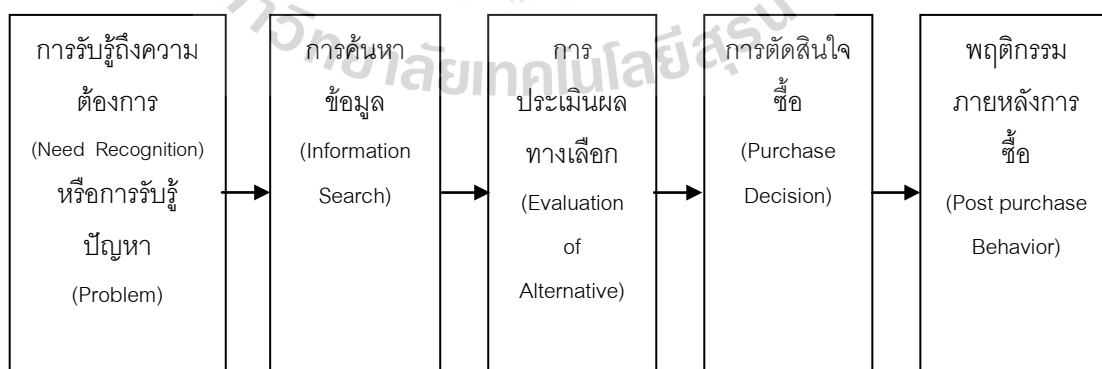 การรับรู้ถึงความ
ต้องการ
(Need Recognition)
หรือการรับรู้
ปัญหา
(Problem)
การค้นหา
ข้อมูล
(Information
Search)
การ
ประเมินผล
ทางเลือก
(Evaluation
of
Alternative)
การตัดสินใจ
ซื้อ
(Purchase
Decision)
พฤติกรรม
ภายหลังการ
ซื้อ
(Post purchase
Behavior)